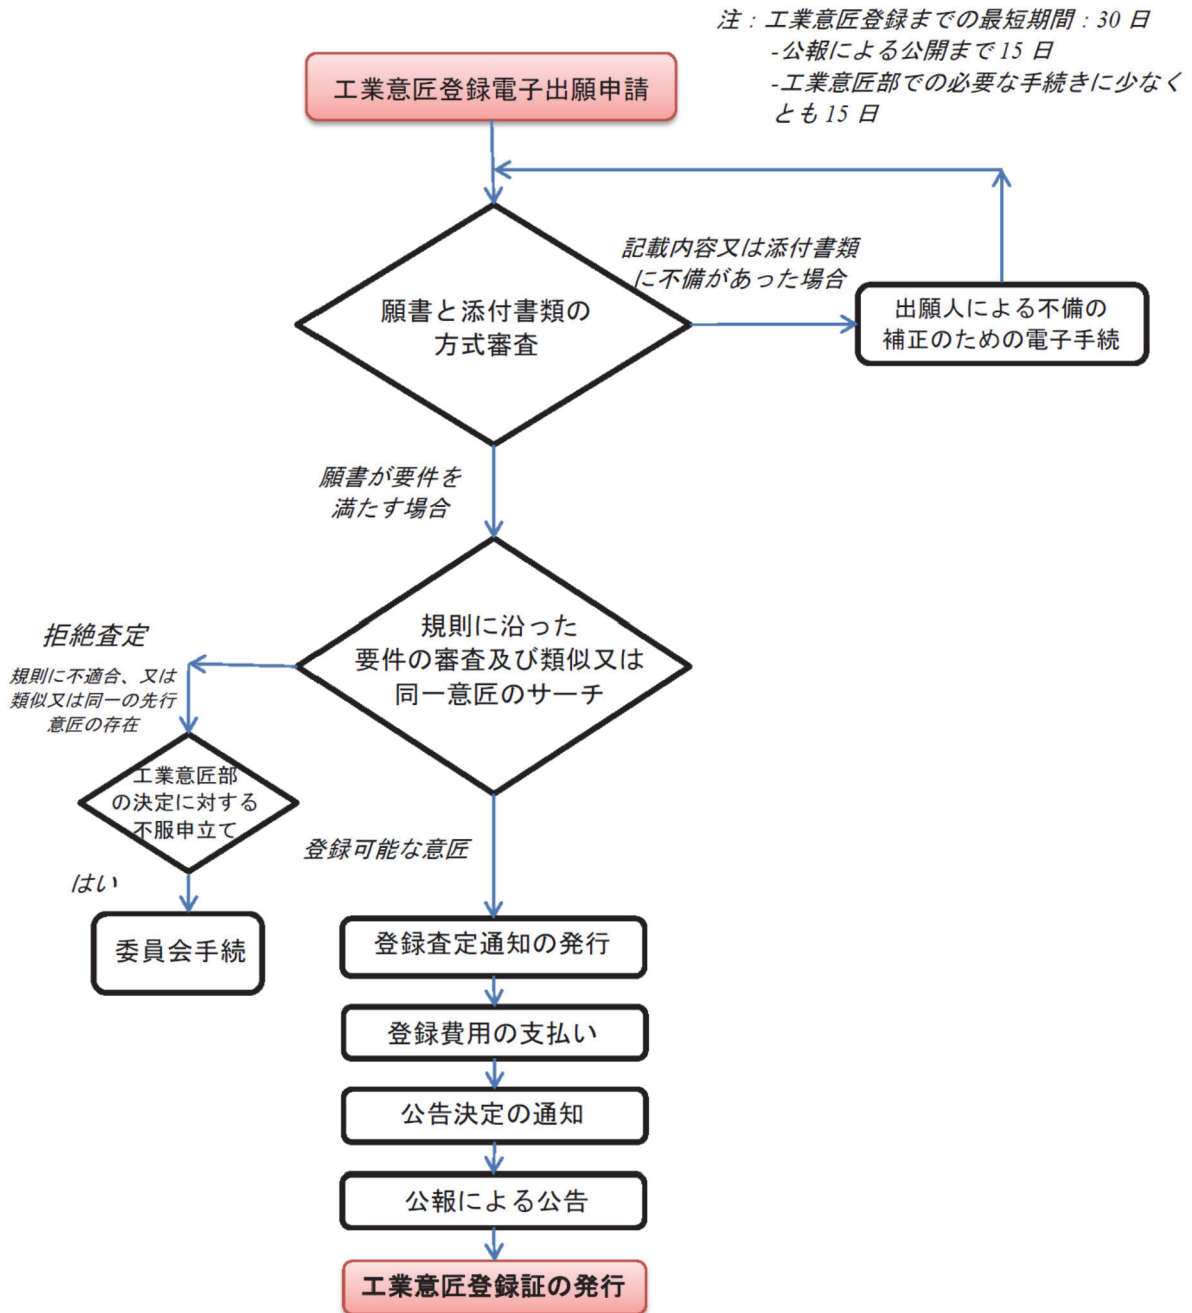 注：工業意匠登録までの最短期間：30 日
-公報による公開まで 15 日
-工業意匠部での必要な手続きに少なく
とも 15 日
工業意匠登録電子出願申請
記載内容又は添付書類
に不備があった場合
願書と添付書類の
方式審査
出願人による不備の
補正のための電子手続
願書が要件を
満たす場合
規則に沿った
要件の審査及び類似又は
同一意匠のサーチ
拒絶査定
規則に不適合、又は
類似又は同一の先行
意匠の存在
工業意匠部
の決定に対する
不服申立て
はい
委員会手続
登録可能な意匠
登録査定通知の発行
登録費用の支払い
公告決定の通知
公報による公告
工業意匠登録証の発行